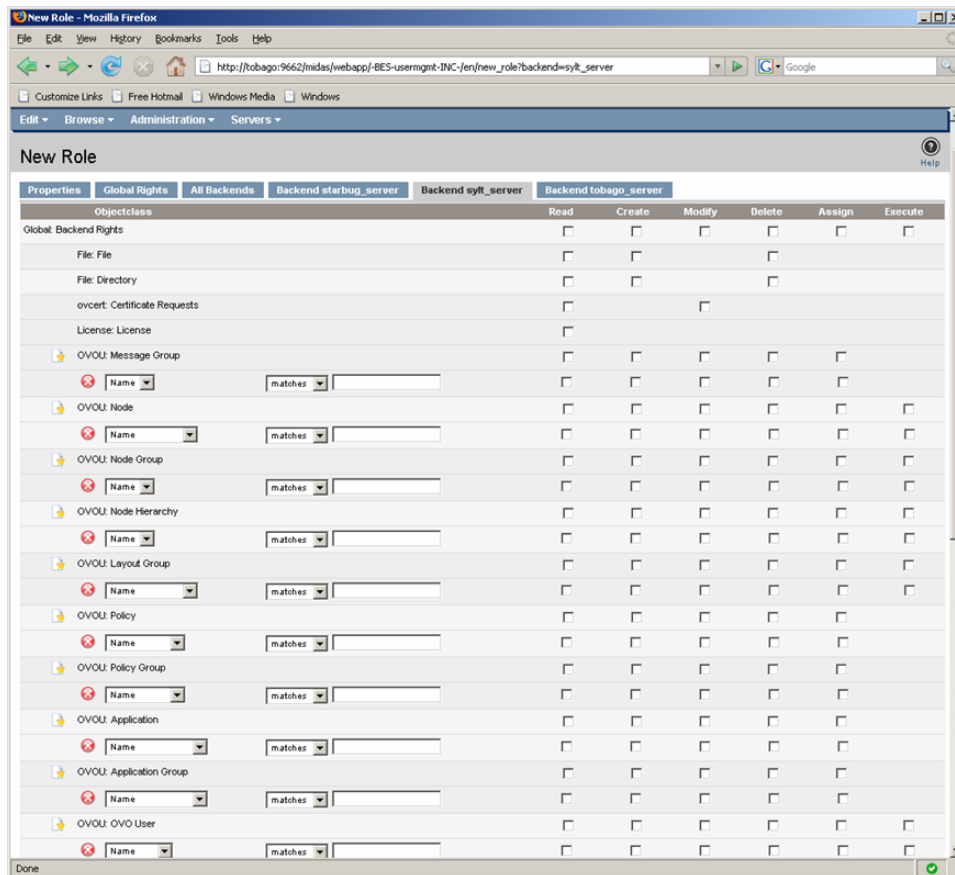 New Role - Mozilla Firefox
File Edit View History Bookmarks Tools Help
http://tobago:9662/midas/webapp/-BES-usermgmt-INC-/en/new_role?backend=sylt_server G Google
Customize Links Free Hotmail Windows Media Windows
Edit Browse Administration Servers
New Role
Help
Properties Global Rights All Backends Backend starbug_server Backend sylt_server Backend tobago_server
Objectclass Read Create Modify Delete Assign Execute
Global: Backend Rights
File: File
File: Directory
ovcert: Certificate Requests
License: License
OVOU: Message Group
Name matches
OVOU: Node
Name matches
OVOU: Node Group
Name matches
OVOU: Node Hierarchy
Name matches
OVOU: Layout Group
Name matches
OVOU: Policy
Name matches
OVOU: Policy Group
Name matches
OVOU: Application
Name matches
OVOU: Application Group
Name matches
OVOU: OVO User
Name matches
Done